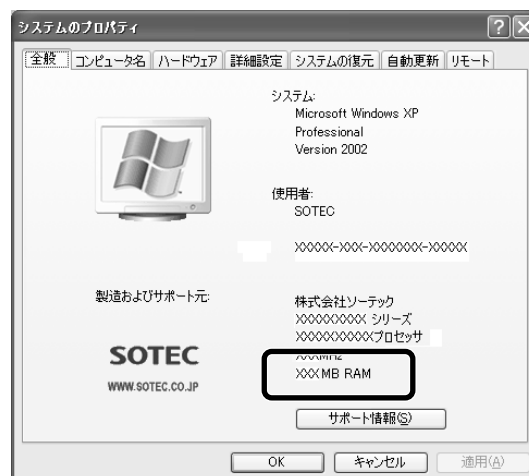 システムのプロパティ
全般 コンピュータ名 ハードウェア 詳細設定 システムの復元 自動更新 リモート
システム:
Microsoft Windows XP
Professional
Version 2002
使用者:
SOTEC
XXXXX-XXX-XXXXXXX-XXXXX
製造およびサポート元:
株式会社ソーテック
XXXXXXXXX シリーズ
XXXXXXXXXXプロセッサ
XXXMHz
XXX MB RAM
SOTEC
WWW.SOTEC.CO.JP
サポート情報(S)
OK キャンセル 適用(A)